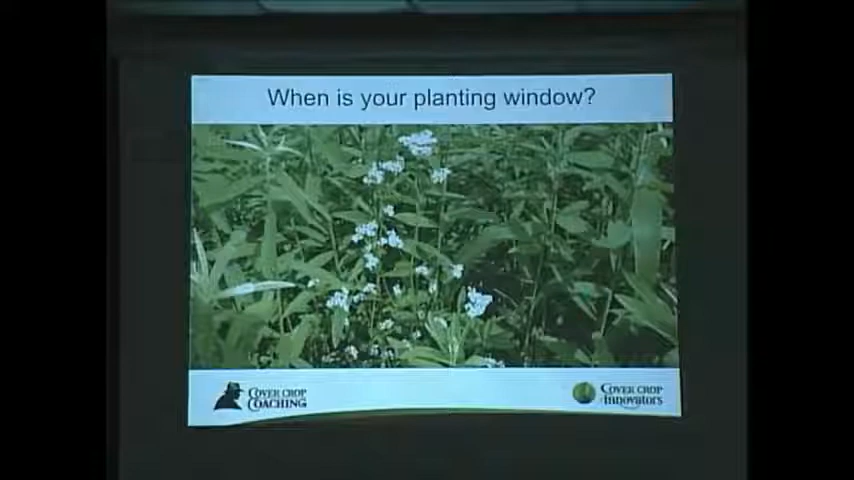 When is your planting window?
COVER CROP
COACHING
COVER CROP
Innovators